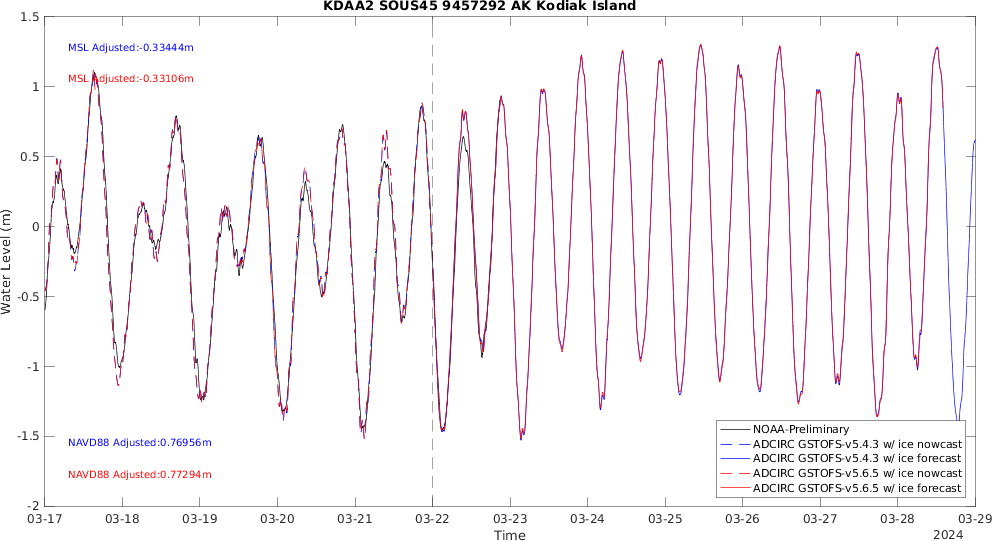 KDAA2 SOUS45 9457292 AK Kodiak Island
1.5
1
0.5
0
-0.5
-1
-1.5
-2
Water Level (m)
MSL Adjusted:-0.33444m
MSL Adjusted:-0.33106m
NAVD88 Adjusted:0.76956m
NAVD88 Adjusted:0.77294m
NOAA-Preliminary
ADCIRC GSTOFS-v5.4.3 w/ ice nowcast
ADCIRC GSTOFS-v5.4.3 w/ ice forecast
ADCIRC GSTOFS-v5.6.5 w/ ice nowcast
ADCIRC GSTOFS-v5.6.5 w/ ice forecast
03-17 03-18 03-19 03-20 03-21 03-22 03-23 03-24 03-25 03-26 03-27 03-28 03-29
Time
2024